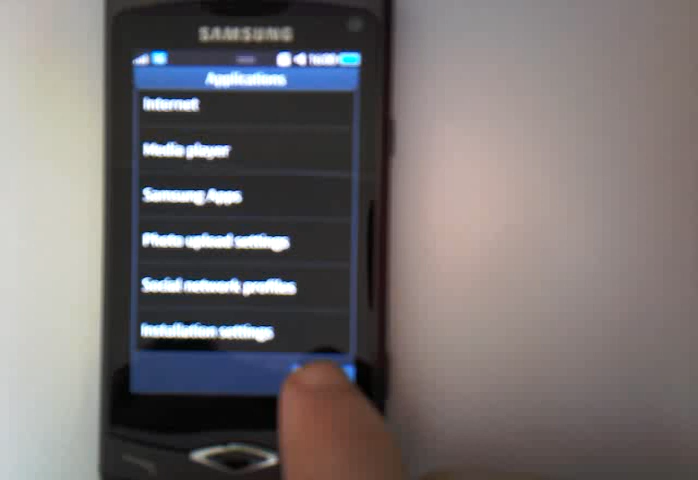 SAMSUNG
Applications
Internet
Media player
Samsung Apps
Photo upload settings
Social network profiles
Installation settings